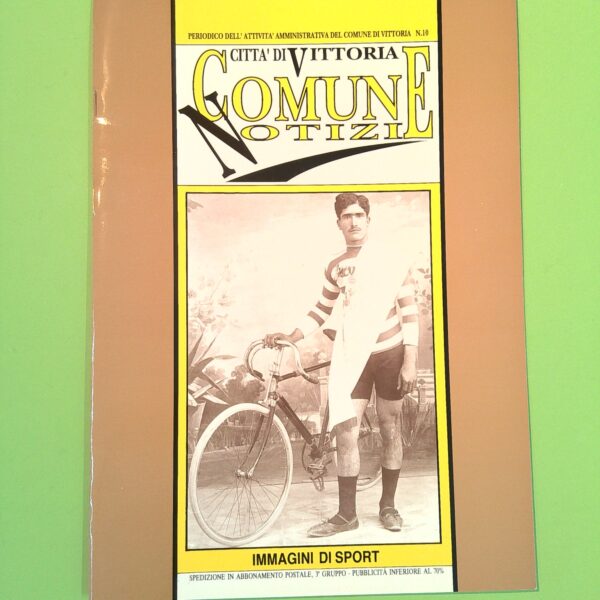 PERIODICO DELL' ATTIVITA' AMMINISTRATIVA DEL COMUNE DI VITTORIA N.10
CITTA' DI VITTORIA
COMUNE
NOTIZIE
IMMAGINI DI SPORT
SPEDIZIONE IN ABBONAMENTO POSTALE, 3° GRUPPO - PUBBLICITÀ INFERIORE AL 70%